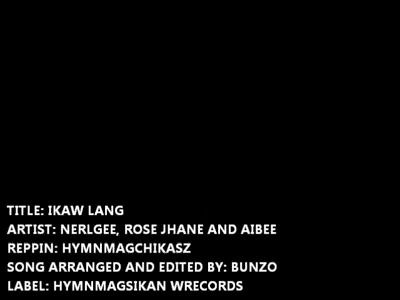 TITLE: IKAW LANG
ARTIST: NERLGEE, ROSE JHANE AND AIBEE
REPPIN: HYMNMAGCHIKASZ
SONG ARRANGED AND EDITED BY: BUNZO
LABEL: HYMNMAGSIKAN WRECORDS